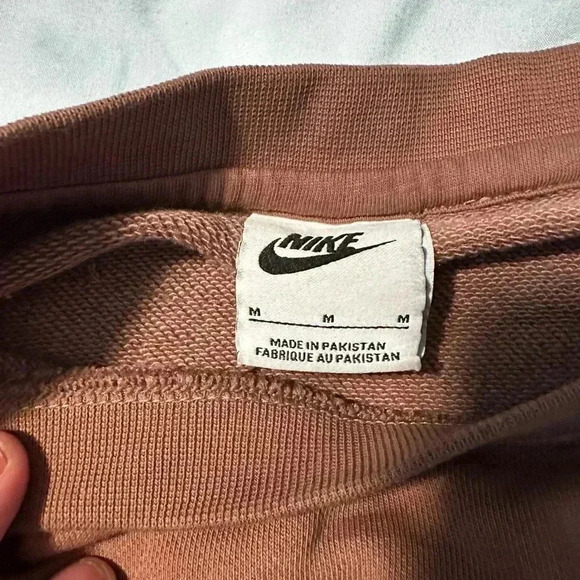 NIKE
M M M
MADE IN PAKISTAN
FABRIQUE AU PAKISTAN